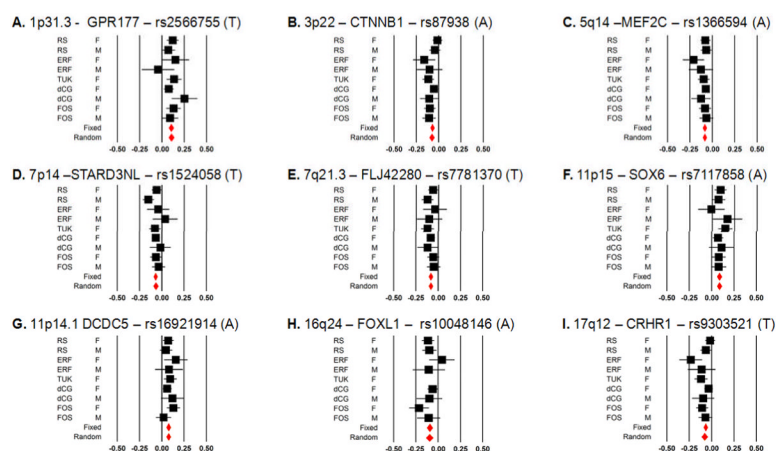 A. 1p31.3 - GPR177 – rs2566755 (T)
RS F
RS M
ERF F
ERF M
TUK F
dCG F
dCG M
FOS F
FOS M
Fixed
Random
-0.50 -0.25 0.00 0.25 0.50
B. 3p22 – CTNNB1 – rs87938 (A)
RS F
RS M
ERF F
ERF M
TUK F
dCG F
dCG M
FOS F
FOS M
Fixed
Random
-0.50 -0.25 0.00 0.25 0.50
C. 5q14 –MEF2C – rs1366594 (A)
RS F
RS M
ERF F
ERF M
TUK F
dCG F
dCG M
FOS F
FOS M
Fixed
Random
-0.50 -0.25 0.00 0.25 0.50
D. 7p14 –STARD3NL – rs1524058 (T)
RS F
RS M
ERF F
ERF M
TUK F
dCG F
dCG M
FOS F
FOS M
Fixed
Random
-0.50 -0.25 0.00 0.25 0.50
E. 7q21.3 – FLJ42280 – rs7781370 (T)
RS F
RS M
ERF F
ERF M
TUK F
dCG F
dCG M
FOS F
FOS M
Fixed
Random
-0.50 -0.25 0.00 0.25 0.50
F. 11p15 – SOX6 – rs7117858 (A)
RS F
RS M
ERF F
ERF M
TUK F
dCG F
dCG M
FOS F
FOS M
Fixed
Random
-0.50 -0.25 0.00 0.25 0.50
G. 11p14.1 DCDC5 – rs16921914 (A)
RS F
RS M
ERF F
ERF M
TUK F
dCG F
dCG M
FOS F
FOS M
Fixed
Random
-0.50 -0.25 0.00 0.25 0.50
H. 16q24 – FOXL1 – rs10048146 (A)
RS F
RS M
ERF F
ERF M
TUK F
dCG F
dCG M
FOS F
FOS M
Fixed
Random
-0.50 -0.25 0.00 0.25 0.50
I. 17q12 – CRHR1 – rs9303521 (T)
RS F
RS M
ERF F
ERF M
TUK F
dCG F
dCG M
FOS F
FOS M
Fixed
Random
-0.50 -0.25 0.00 0.25 0.50